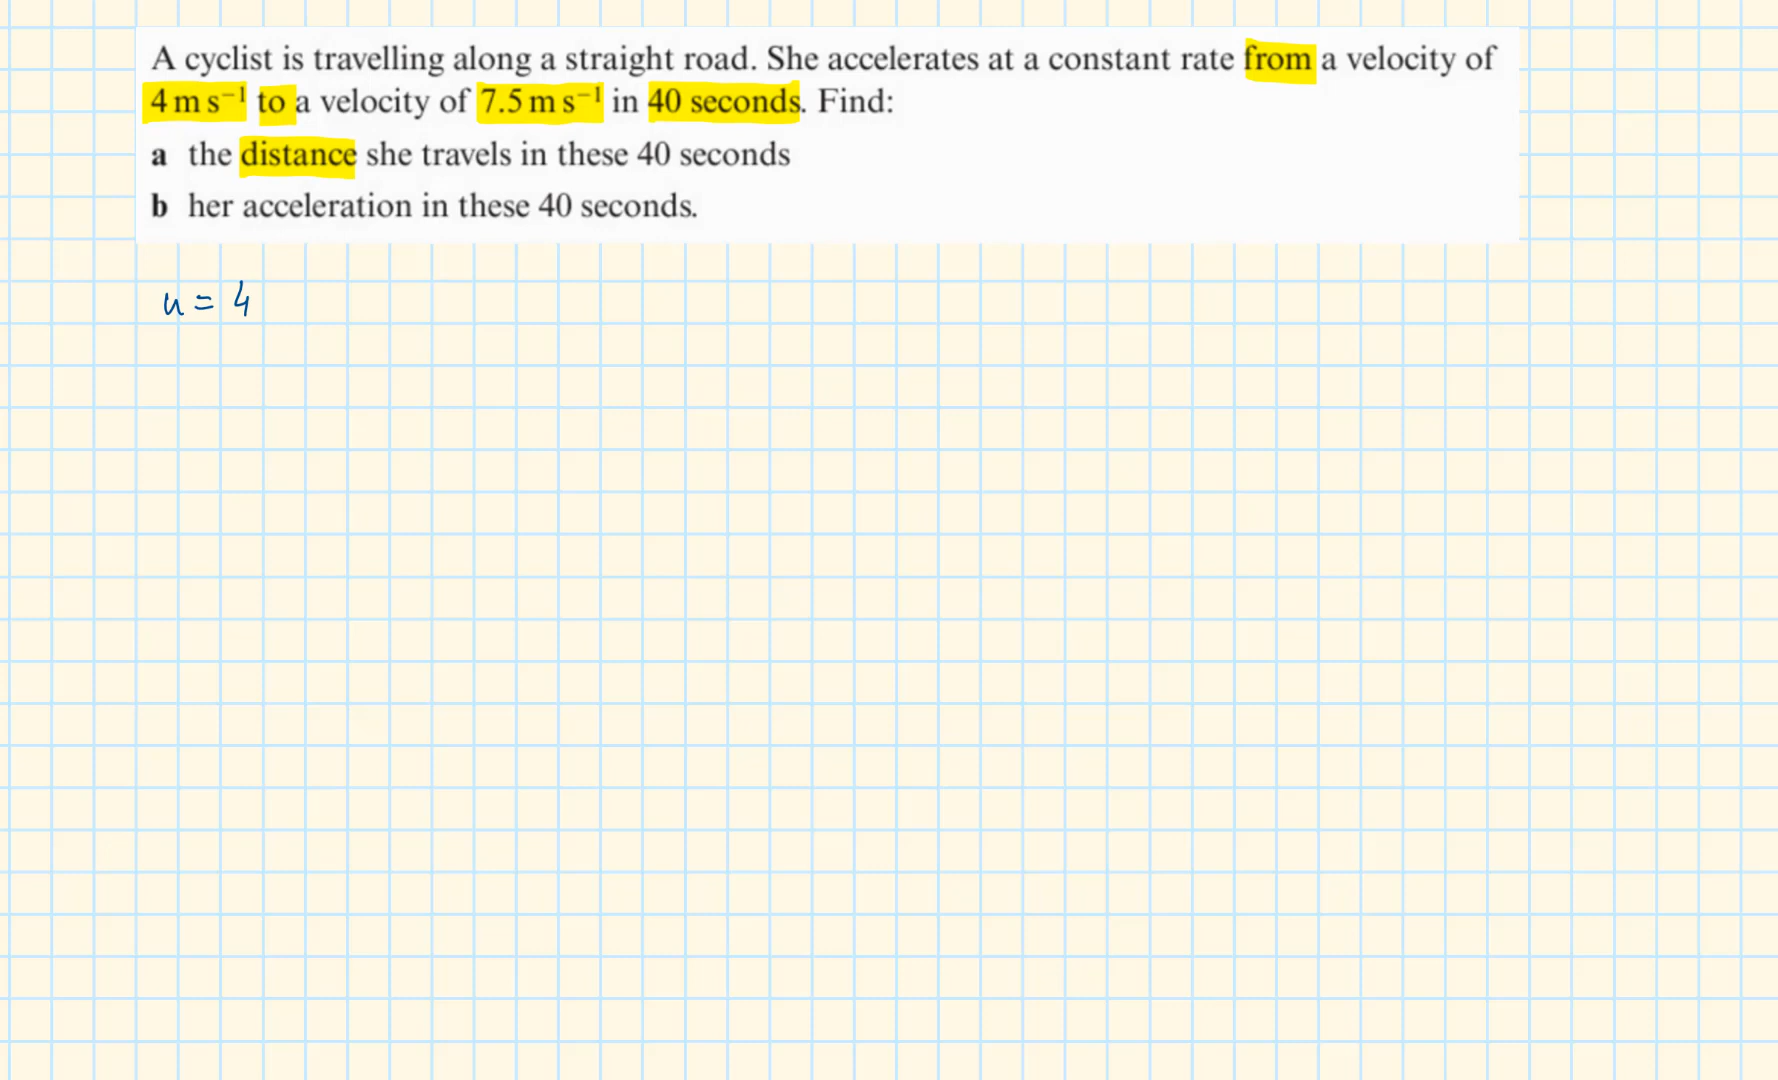 A cyclist is travelling along a straight road. She accelerates at a constant rate from a velocity of
4 m s⁻¹ to a velocity of 7.5 m s⁻¹ in 40 seconds. Find:
a the distance she travels in these 40 seconds
b her acceleration in these 40 seconds.
u = 4